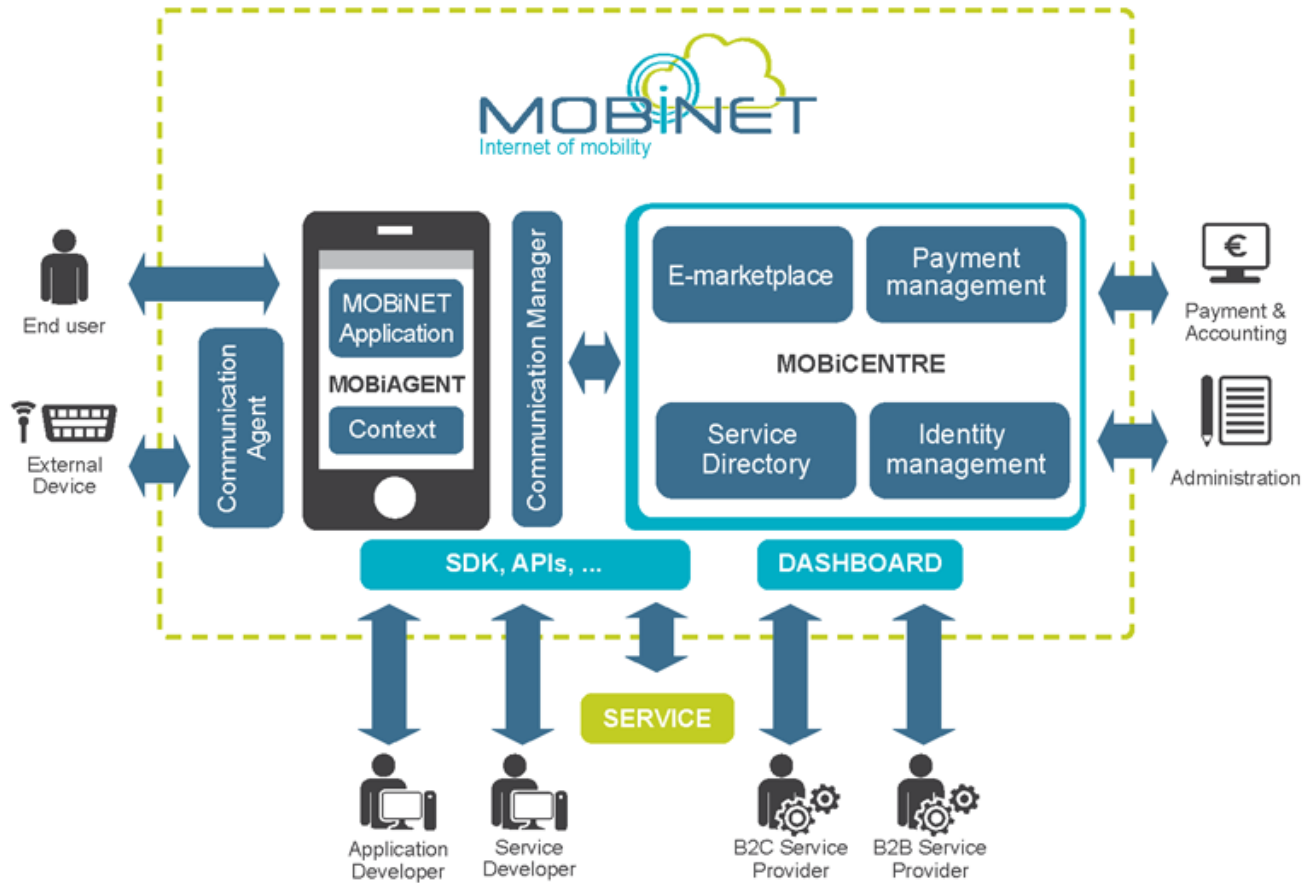 MOBiNET
Internet of mobility
End user
External
Device
Communication
Agent
MOBiNET
Application
MOBiAGENT
Context
Communication Manager
E-marketplace
Payment
management
MOBiCENTRE
Service
Directory
Identity
management
€
Payment &
Accounting
Administration
SDK, APIs, ...
DASHBOARD
SERVICE
Application
Developer
Service
Developer
B2C Service
Provider
B2B Service
Provider